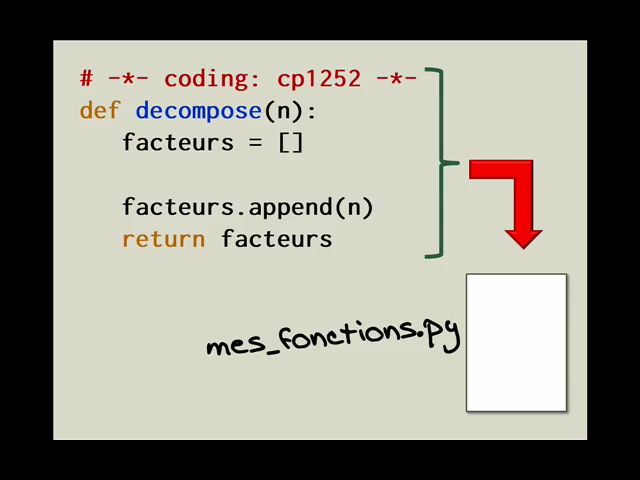 # -*- coding: cp1252 -*-
def decompose(n):
facteurs = []
facteurs.append(n)
return facteurs
mes_fonctions.py